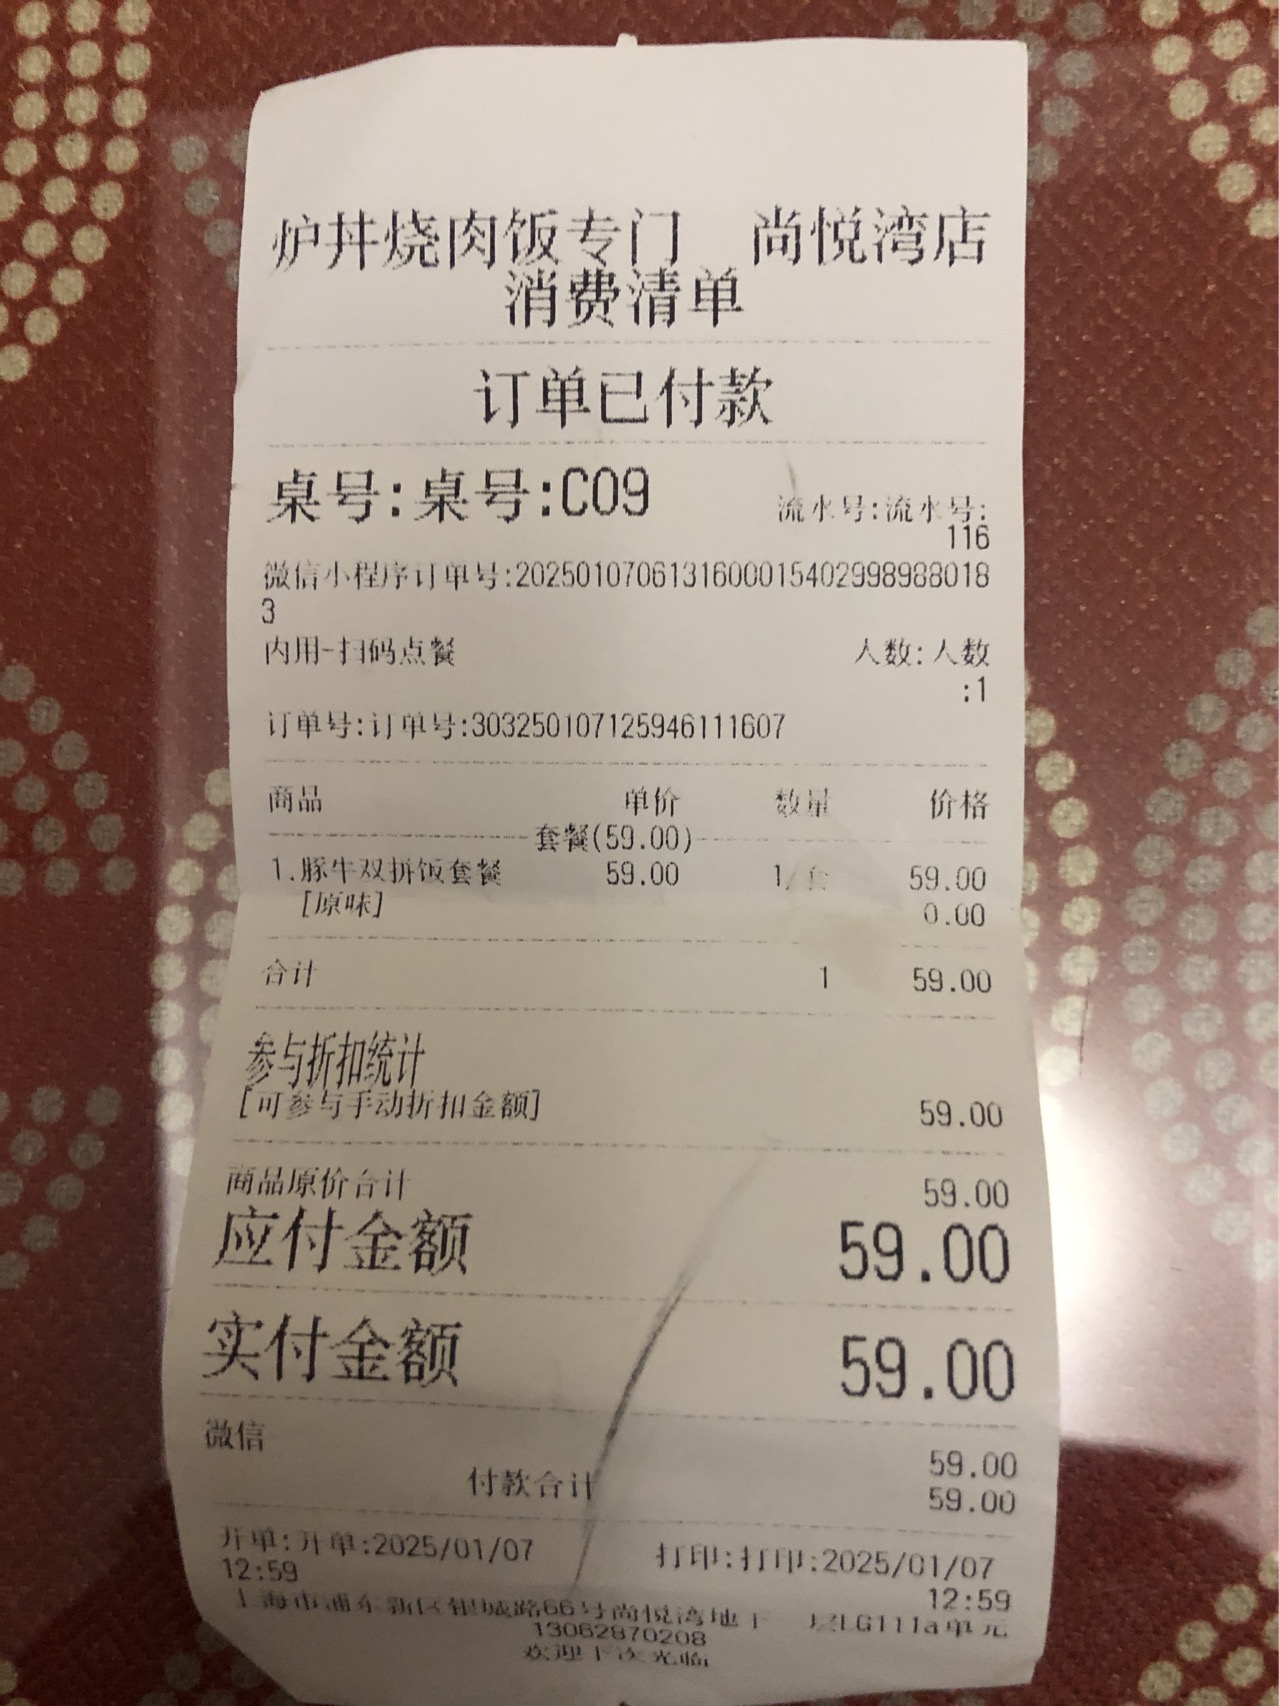 炉丼烧肉饭专门 尚悦湾店
消费清单
订单已付款
桌号:桌号:C09
流水号:流水号:
116
微信小程序订单号:202501070613160001540299898801８
3
内用-扫码点餐 人数:人数
:1
订单号:订单号:303250107125946111607
商品 单价 数量 价格
套餐(59.00)
1.豚牛双拼饭套餐 59.00 1/套 59.00
[原味] 0.00
合计 1 59.00
参与折扣统计
[可参与手动折扣金额] 59.00
商品原价合计 59.00
应付金额 59.00
实付金额 59.00
微信 59.00
付款合计 59.00
开单:开单:2025/01/07 打印:打印:2025/01/07
12:59 12:59
上海市浦东新区银城路66号尚悦湾地下 层LG111a单元
13062870208
欢迎下次光临